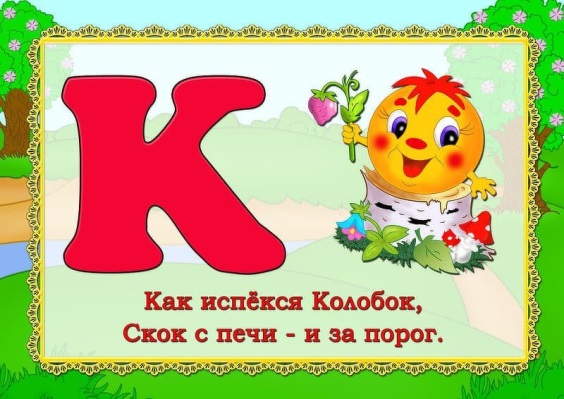 К
Как испёкся Колобок,
Скок с печи - и за порог.